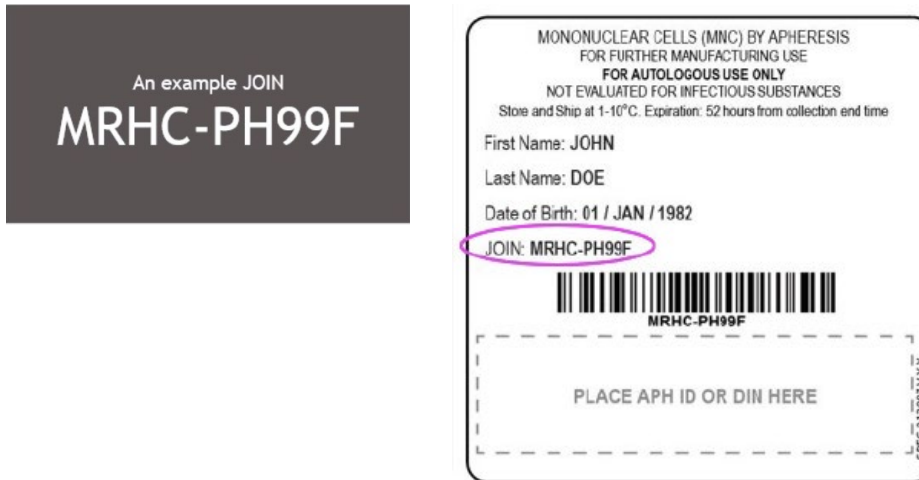 An example JOIN
MRHC-PH99F
MONONUCLEAR CELLS (MNC) BY APHERESIS
FOR FURTHER MANUFACTURING USE
FOR AUTOLOGOUS USE ONLY
NOT EVALUATED FOR INFECTIOUS SUBSTANCES
Store and Ship at 1-10°C. Expiration: 52 hours from collection end time
First Name: JOHN
Last Name: DOE
Date of Birth: 01 / JAN / 1982
JOIN: MRHC-PH99F
MRHC-PH99F
PLACE APH ID OR DIN HERE